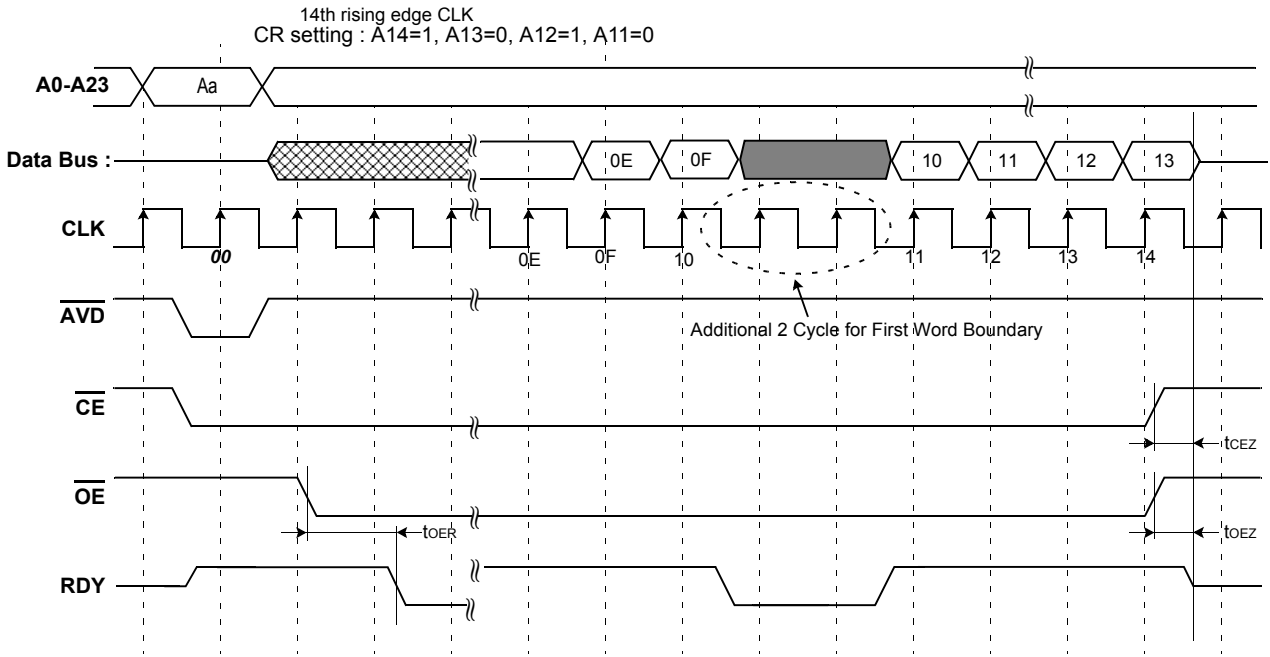 14th rising edge CLK
CR setting : A14=1, A13=0, A12=1, A11=0
A0-A23
Aa
Data Bus :
0E 0F 10 11 12 13
CLK
00 0E 0F 10 11 12 13 14
AVD
Additional 2 Cycle for First Word Boundary
CE
tCEZ
OE
tOER
tOEZ
RDY